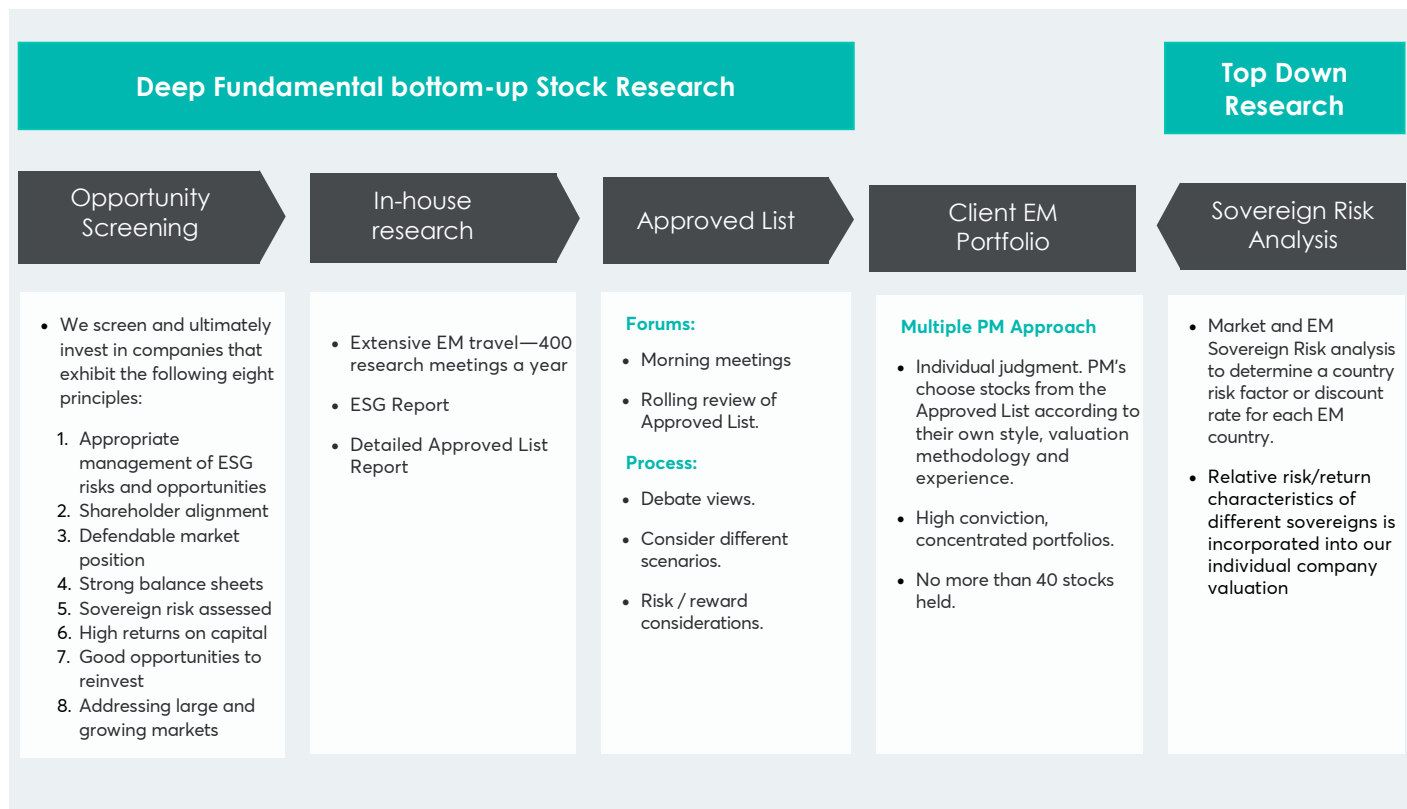 Deep Fundamental bottom-up Stock Research
Top Down
Research
Opportunity
Screening
In-house
research
Approved List
Client EM
Portfolio
Sovereign Risk
Analysis
• We screen and ultimately
invest in companies that
exhibit the following eight
principles:
1. Appropriate
management of ESG
risks and opportunities
2. Shareholder alignment
3. Defendable market
position
4. Strong balance sheets
5. Sovereign risk assessed
6. High returns on capital
7. Good opportunities to
reinvest
8. Addressing large and
growing markets
• Extensive EM travel—400
research meetings a year
• ESG Report
• Detailed Approved List
Report
Forums:
• Morning meetings
• Rolling review of
Approved List.
Process:
• Debate views.
• Consider different
scenarios.
• Risk / reward
considerations.
Multiple PM Approach
• Individual judgment. PM's
choose stocks from the
Approved List according to
their own style, valuation
methodology and
experience.
• High conviction,
concentrated portfolios.
• No more than 40 stocks
held.
• Market and EM
Sovereign Risk analysis
to determine a country
risk factor or discount
rate for each EM
country.
• Relative risk/return
characteristics of
different sovereigns is
incorporated into our
individual company
valuation